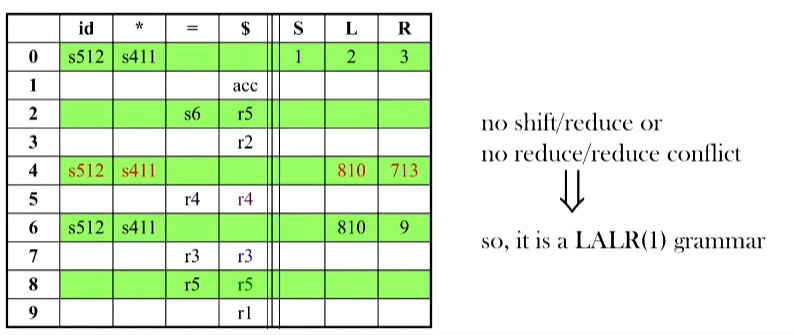 id * = $ S L R
0 s512 s411 1 2 3
1 acc
2 s6 r5
3 r2
4 s512 s411 810 713
5 r4 r4
6 s512 s411 810 9
7 r3 r3
8 r5 r5
9 r1
no shift/reduce or
no reduce/reduce conflict
so, it is a LALR(1) grammar